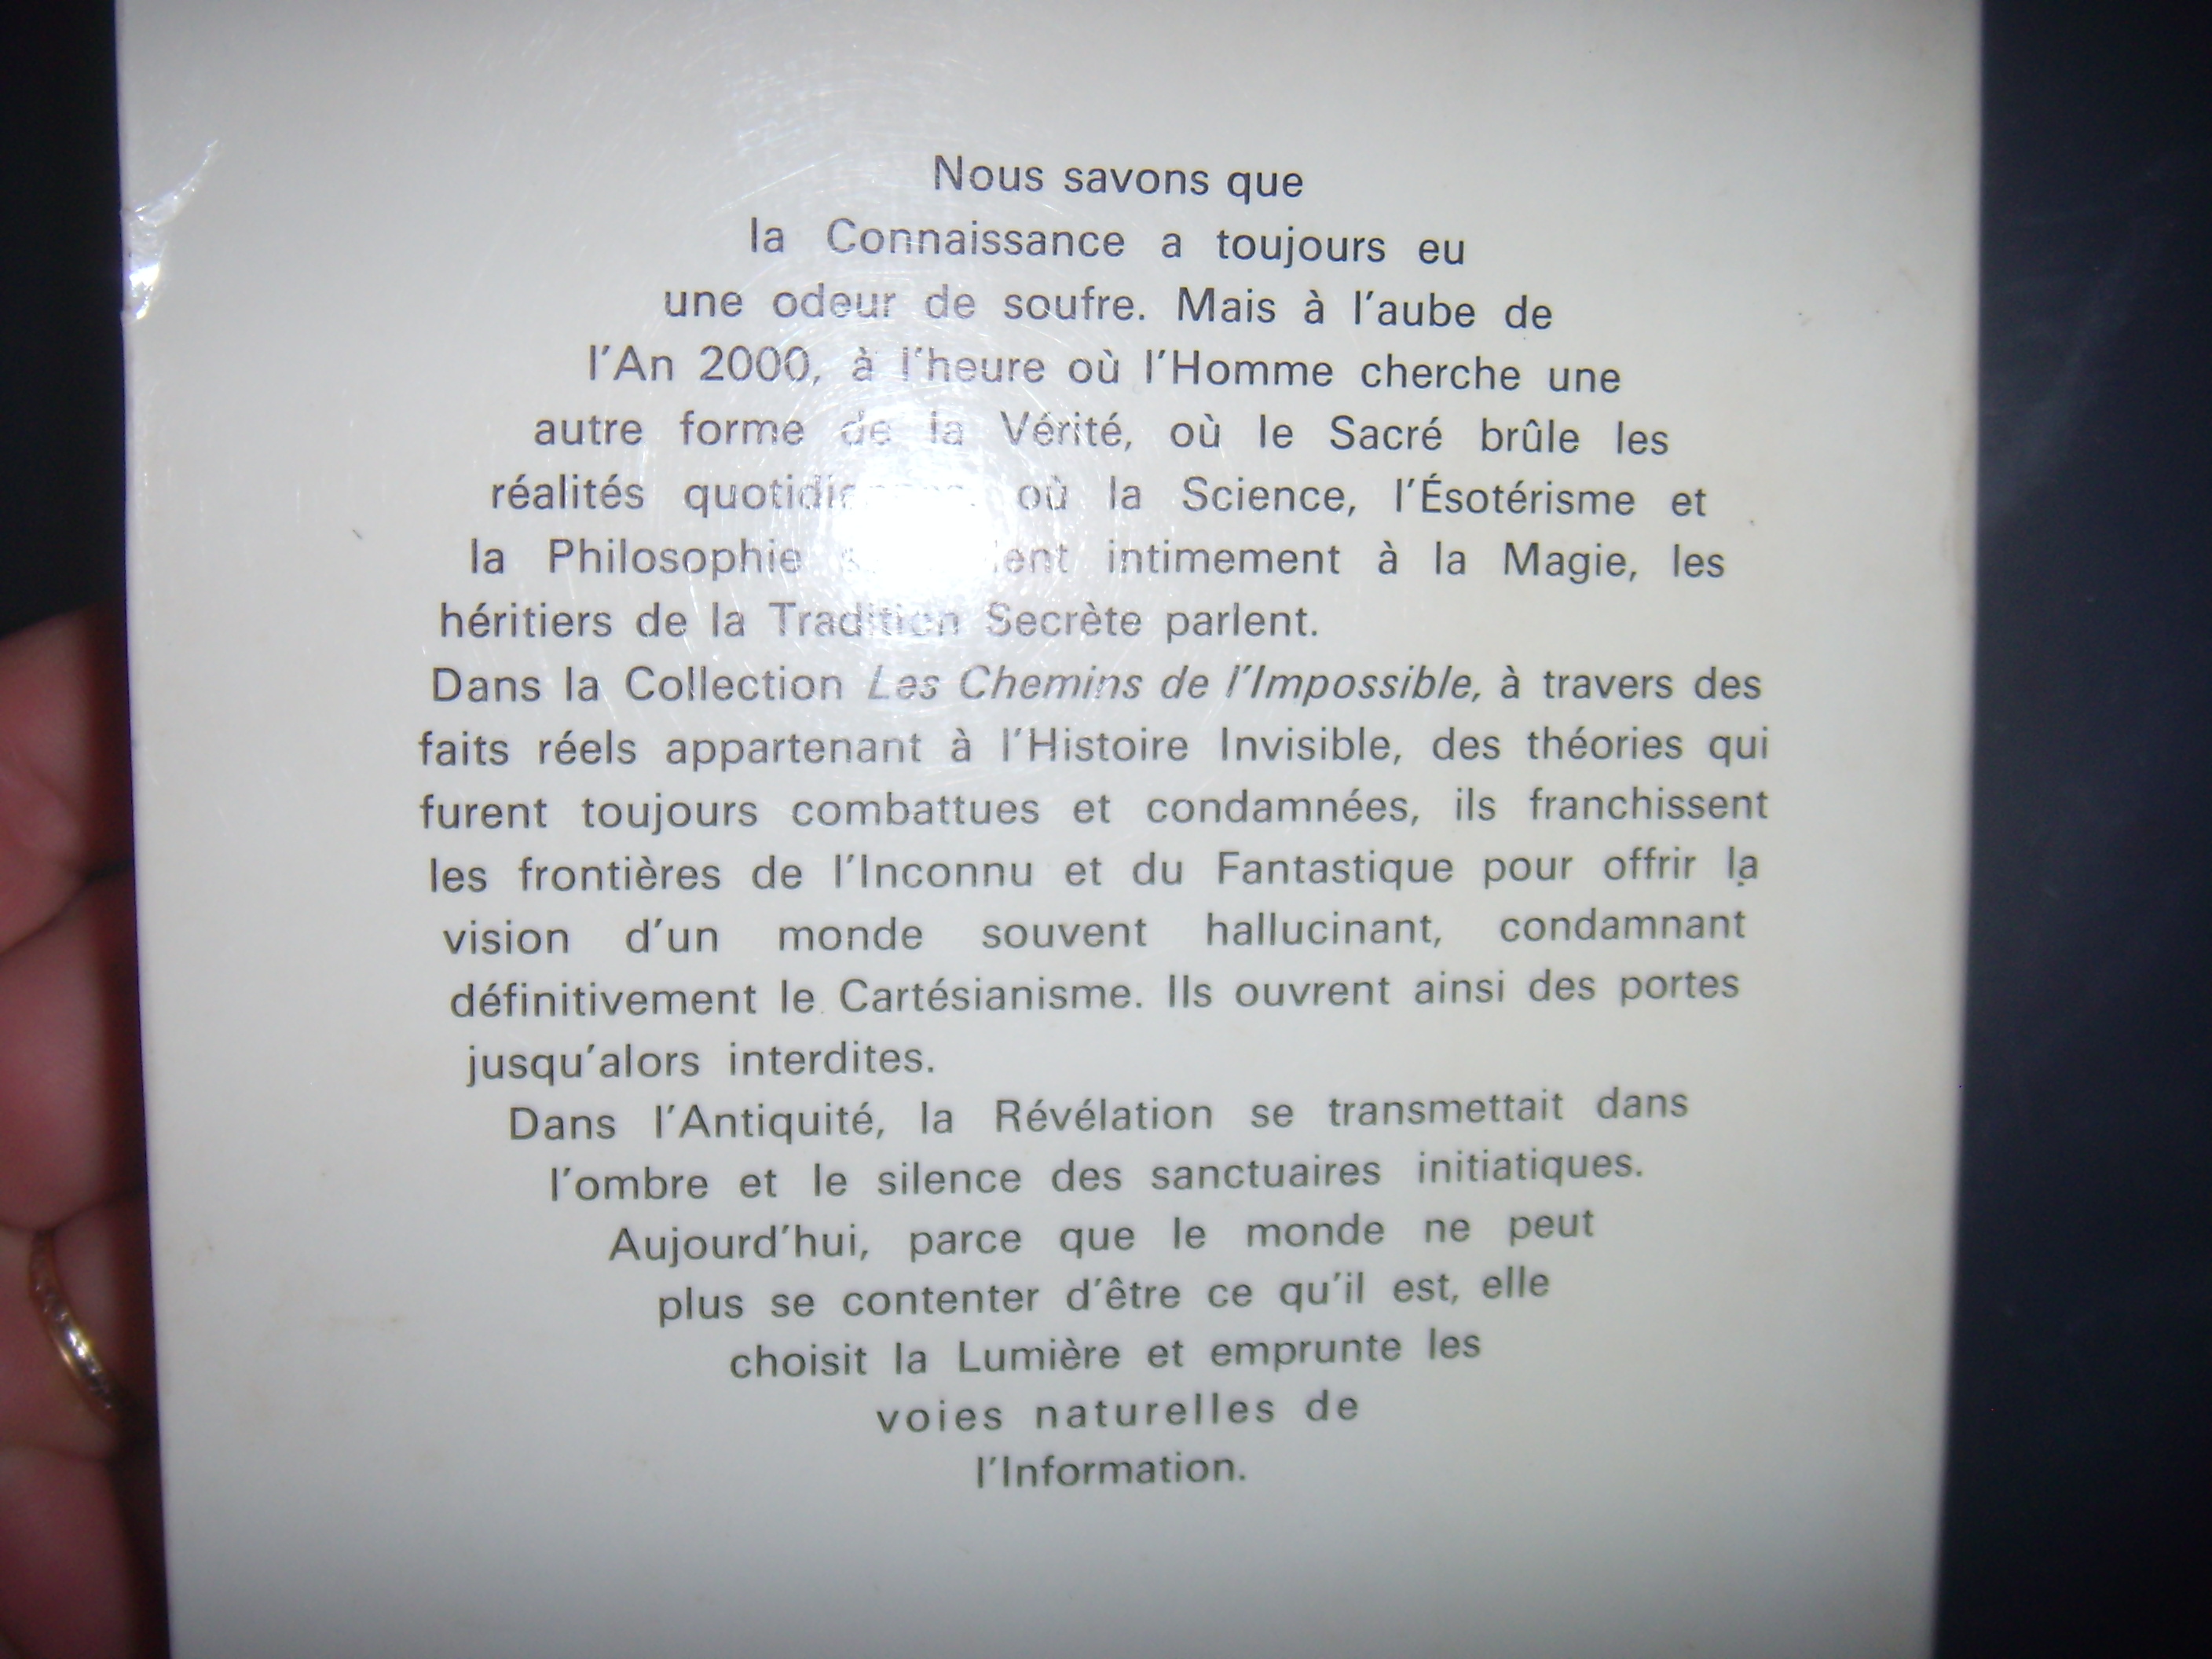 Nous savons que
la Connaissance a toujours eu
une odeur de soufre. Mais à l'aube de
l'An 2000, à l'heure où l'Homme cherche une
autre forme de la Vérité, où le Sacré brûle les
réalités où la Science, l'Ésotérisme et
la Philosophie intimement à la Magie, les
héritiers de la Tradition Secrète parlent.
Dans la Collection Les Chemins de l'Impossible, à travers des
faits réels appartenant à l'Histoire Invisible, des théories qui
furent toujours combattues et condamnées, ils franchissent
les frontières de l'Inconnu et du Fantastique pour offrir la
vision d'un monde souvent hallucinant, condamnant
définitivement le Cartésianisme. Ils ouvrent ainsi des portes
jusqu'alors interdites.
Dans l'Antiquité, la Révélation se transmettait dans
l'ombre et le silence des sanctuaires initiatiques.
Aujourd'hui, parce que le monde ne peut
plus se contenter d'être ce qu'il est, elle
choisit la Lumière et emprunte les
voies naturelles de
l'Information.